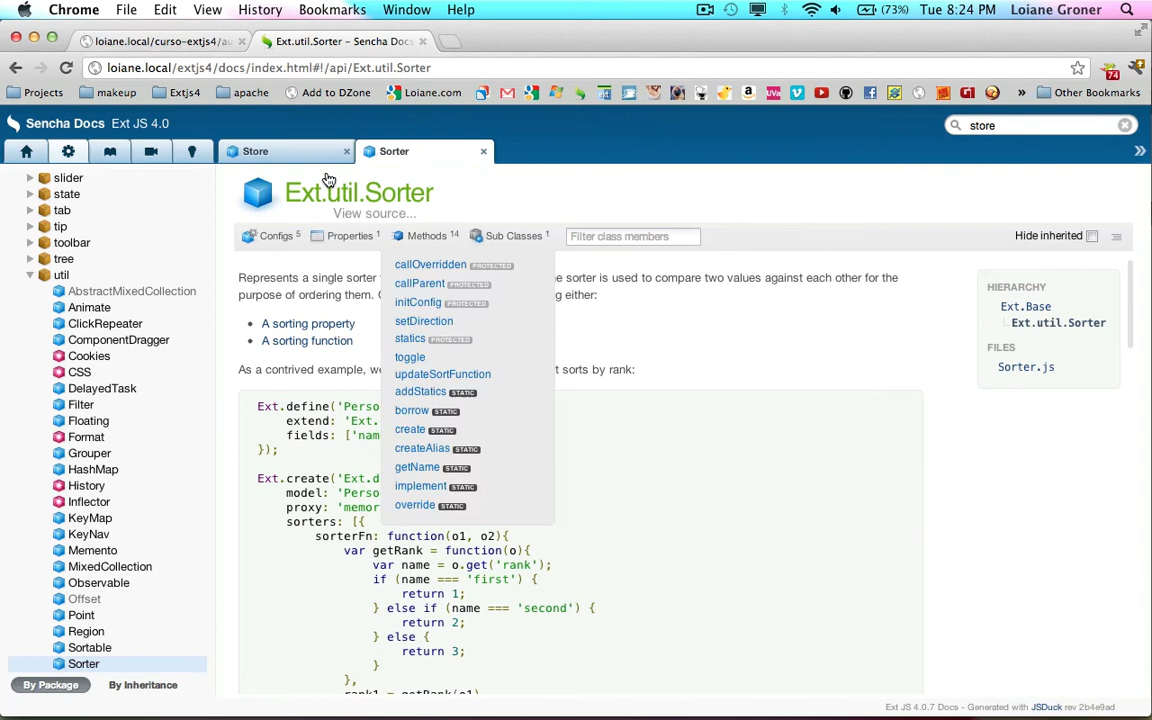 Chrome File Edit View History Bookmarks Window Help (73%) Tue 8:24 PM Loiane Groner
loiane.local/curso-extjs4/au × Ext.util.Sorter – Sencha Docs ×
loiane.local/extjs4/docs/index.html#!/api/Ext.util.Sorter 74
Projects makeup Extjs4 apache Add to DZone Loiane.com » Other Bookmarks
Sencha Docs Ext JS 4.0 store
Store × Sorter × »
slider
state
tab
tip
toolbar
tree
util
AbstractMixedCollection
Animate
ClickRepeater
ComponentDragger
Cookies
CSS
DelayedTask
Filter
Floating
Format
Grouper
HashMap
History
Inflector
KeyMap
KeyNav
Memento
MixedCollection
Observable
Offset
Point
Region
Sortable
Sorter
By Package By Inheritance
Ext.util.Sorter
View source...
Configs 5 Properties 1 Methods 14 Sub Classes 1 Filter class members Hide inherited
callOverridden PROTECTED
callParent PROTECTED
initConfig PROTECTED
setDirection
statics PROTECTED
toggle
updateSortFunction
addStatics STATIC
borrow STATIC
create STATIC
createAlias STATIC
getName STATIC
implement STATIC
override STATIC
Represents a single sorter e sorter is used to compare two values against each other for the
purpose of ordering them. ng either:
• A sorting property
• A sorting function
As a contrived example, we t sorts by rank:
Ext.define('Pers
extend: 'Ext.
fields: ['nam
});
Ext.create('Ext.d
model: 'Perso
proxy: 'memor
sorters: [{
sorterFn: function(o1, o2){
var getRank = function(o){
var name = o.get('rank');
if (name === 'first') {
return 1;
} else if (name === 'second') {
return 2;
} else {
return 3;
}
},
rank1 = getRank(o1)
HIERARCHY
Ext.Base
Ext.util.Sorter
FILES
Sorter.js
Ext JS 4.0.7 Docs - Generated with JSDuck rev 2b4e9ad